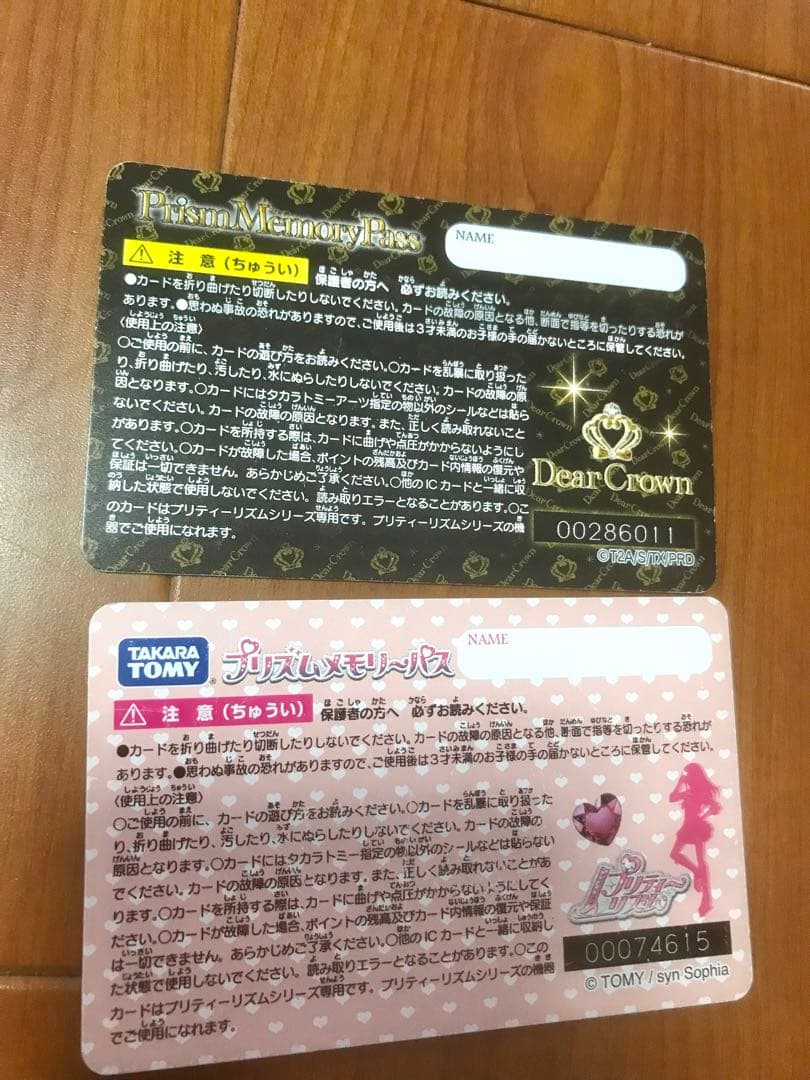 Prism Memory Pass
NAME
⚠ 注 意（ちゅうい） 保護者の方へ 必ずお読みください。
●カードを折り曲げたり切断したりしないでください。カードの故障の原因となる他、断面で指等を切ったりする恐れが
あります。●思わぬ事故の恐れがありますので、ご使用後は3才未満のお子様の手の届かないところに保管してください。
〈使用上の注意〉
○ご使用の前に、カードの遊び方をお読みください。○カードを乱暴に取り扱った
り、折り曲げたり、汚したり、水にぬらしたりしないでください。カードの故障の原
因となります。○カードにはタカラトミーアーツ指定の物以外のシールなどは貼ら
ないでください。カードの故障の原因となります。また、正しく読み取れないこと
があります。○カードを所持する際は、カードに曲げや点圧がかからないようにし
てください。○カードが故障した場合、ポイントの残高及びカード内情報の復元や
保証は一切できません。あらかじめご了承ください。○他のICカードと一緒に収
納した状態で使用しないでください。読み取りエラーとなることがあります。○こ
のカードはプリティーリズムシリーズ専用です。プリティーリズムシリーズの機
器でご使用になれます。
Dear Crown
00286011
©T2A/S/TX/PRD
TAKARA
TOMY®
プリズムメモリーパス
NAME
⚠ 注 意（ちゅうい） 保護者の方へ 必ずお読みください。
●カードを折り曲げたり切断したりしないでください。カードの故障の原因となる他、断面で指等を切ったりする恐れが
あります。●思わぬ事故の恐れがありますので、ご使用後は3才未満のお子様の手の届かないところに保管してください。
〈使用上の注意〉
○ご使用の前に、カードの遊び方をお読みください。○カードを乱暴に取り扱った
り、折り曲げたり、汚したり、水にぬらしたりしないでください。カードの故障の
原因となります。○カードにはタカラトミー指定の物以外のシールなどは貼らない
でください。カードの故障の原因となります。また、正しく読み取れないことがあ
ります。○カードを所持する際は、カードに曲げや点圧がかからないようにしてく
ださい。○カードが故障した場合、ポイントの残高及びカード内情報の復元や保証
は一切できません。あらかじめご了承ください。○他のICカードと一緒に収納し
た状態で使用しないでください。読み取りエラーとなることがあります。○この
カードはプリティーリズムシリーズ専用です。プリティーリズムシリーズの機器
でご使用になれます。
プリティー
リズム
00074615
© TOMY / syn Sophia